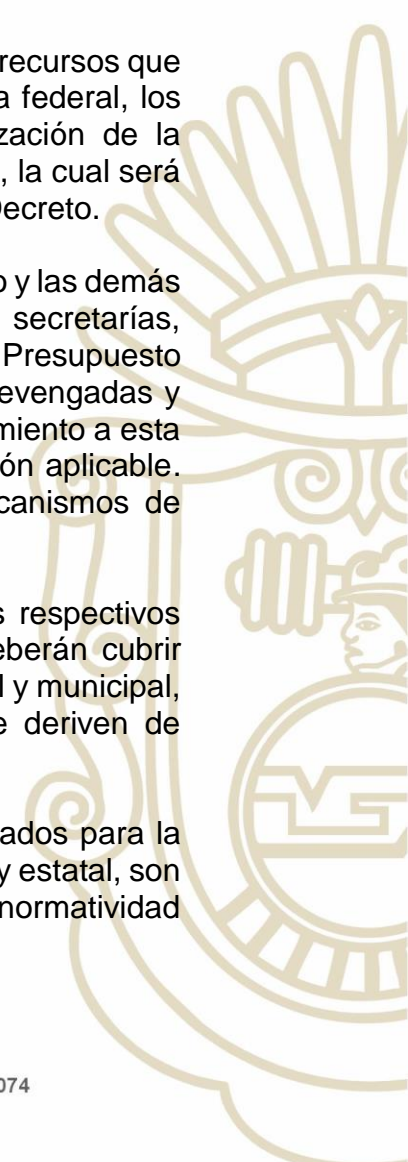 recursos que
a federal, los
zación de la
, la cual será
Decreto.
o y las demás
secretarías,
Presupuesto
evengadas y
miento a esta
ón aplicable.
canismos de
s respectivos
eberán cubrir
l y municipal,
e deriven de
ados para la
y estatal, son
normatividad
074